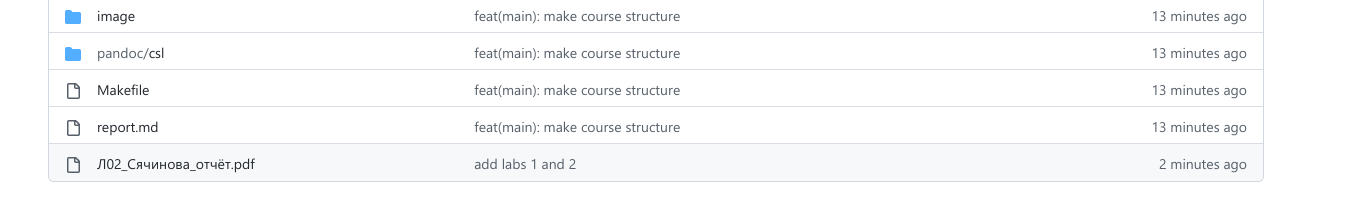 image feat(main): make course structure 13 minutes ago
pandoc/csl feat(main): make course structure 13 minutes ago
Makefile feat(main): make course structure 13 minutes ago
report.md feat(main): make course structure 13 minutes ago
Л02_Сячинова_отчёт.pdf add labs 1 and 2 2 minutes ago